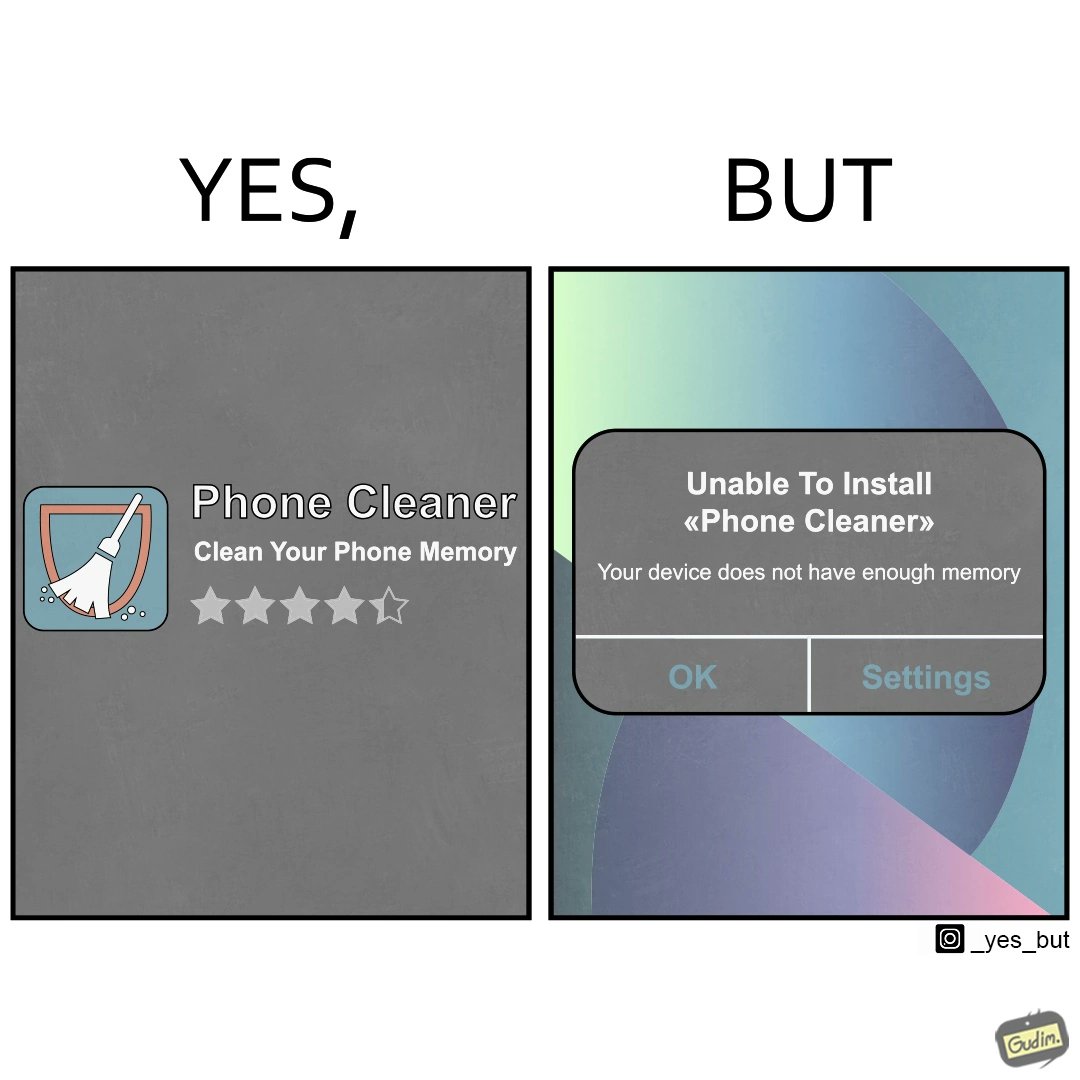 YES,
BUT
Phone Cleaner
Clean Your Phone Memory
Unable To Install
«Phone Cleaner»
Your device does not have enough memory
OK
Settings
_yes_but
Gudim.